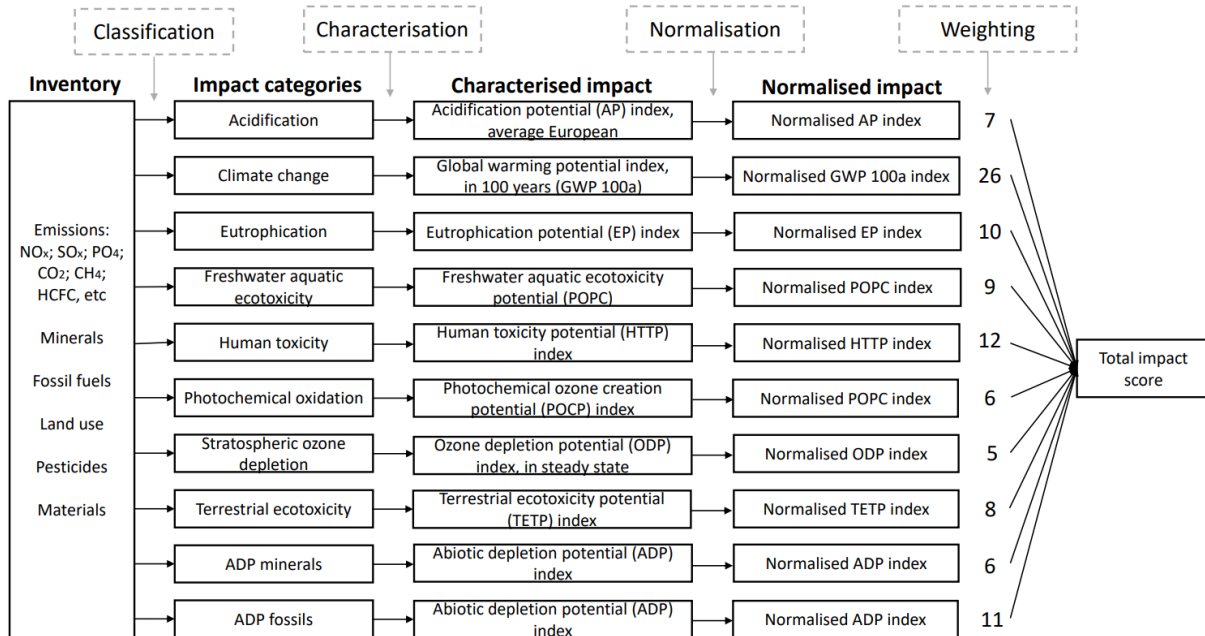 Classification
Characterisation
Normalisation
Weighting
Inventory
Impact categories
Characterised impact
Normalised impact
Emissions:
NOx; SOx; PO4;
CO2; CH4;
HCFC, etc
Minerals
Fossil fuels
Land use
Pesticides
Materials
Acidification
Acidification potential (AP) index,
average European
Normalised AP index
7
Climate change
Global warming potential index,
in 100 years (GWP 100a)
Normalised GWP 100a index
26
Eutrophication
Eutrophication potential (EP) index
Normalised EP index
10
Freshwater aquatic
ecotoxicity
Freshwater aquatic ecotoxicity
potential (POPC)
Normalised POPC index
9
Human toxicity
Human toxicity potential (HTTP)
index
Normalised HTTP index
12
Photochemical oxidation
Photochemical ozone creation
potential (POCP) index
Normalised POPC index
6
Stratospheric ozone
depletion
Ozone depletion potential (ODP)
index, in steady state
Normalised ODP index
5
Terrestrial ecotoxicity
Terrestrial ecotoxicity potential
(TETP) index
Normalised TETP index
8
ADP minerals
Abiotic depletion potential (ADP)
index
Normalised ADP index
6
ADP fossils
Abiotic depletion potential (ADP)
index
Normalised ADP index
11
Total impact
score